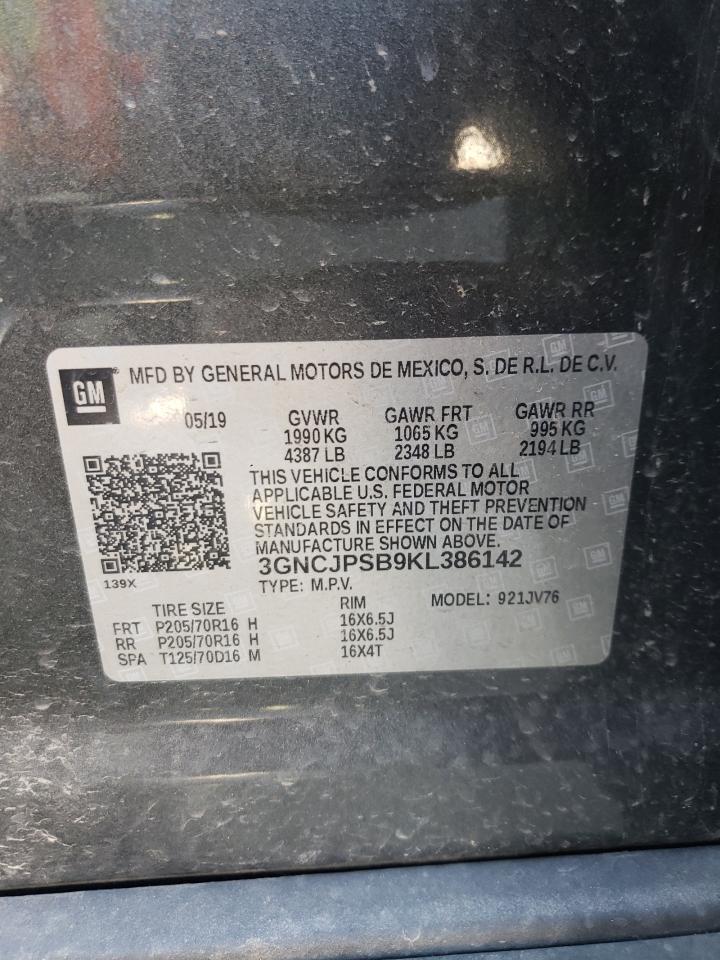 GM MFD BY GENERAL MOTORS DE MEXICO, S. DE R.L. DE C.V.
05/19 GVWR GAWR FRT GAWR RR
1990 KG 1065 KG 995 KG
4387 LB 2348 LB 2194 LB
THIS VEHICLE CONFORMS TO ALL
APPLICABLE U.S. FEDERAL MOTOR
VEHICLE SAFETY AND THEFT PREVENTION
STANDARDS IN EFFECT ON THE DATE OF
MANUFACTURE SHOWN ABOVE.
3GNCJPSB9KL386142
139X
TYPE: M.P.V.
TIRE SIZE RIM MODEL: 921JV76
FRT P205/70R16 H 16X6.5J
RR P205/70R16 H 16X6.5J
SPA T125/70D16 M 16X4T